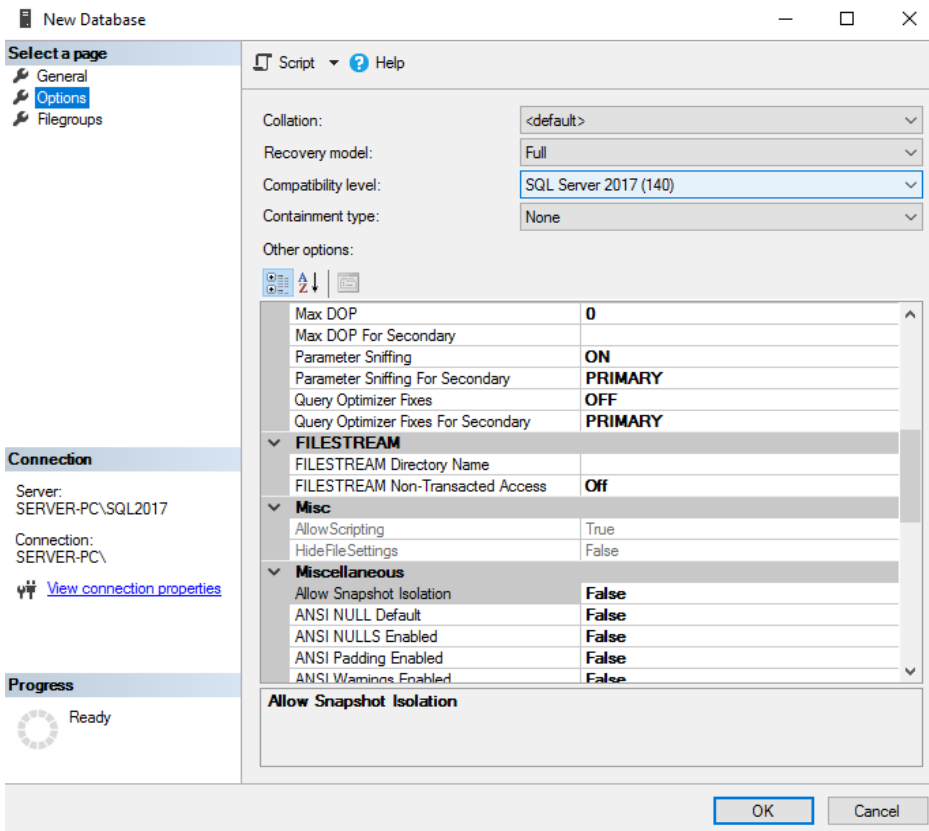 New Database
Select a page
General
Options
Filegroups
Script
Help
Collation: <default>
Recovery model: Full
Compatibility level: SQL Server 2017 (140)
Containment type: None
Other options:
Max DOP 0
Max DOP For Secondary
Parameter Sniffing ON
Parameter Sniffing For Secondary PRIMARY
Query Optimizer Fixes OFF
Query Optimizer Fixes For Secondary PRIMARY
FILESTREAM
FILESTREAM Directory Name
FILESTREAM Non-Transacted Access Off
Misc
AllowScripting True
HideFileSettings False
Miscellaneous
Allow Snapshot Isolation False
ANSI NULL Default False
ANSI NULLS Enabled False
ANSI Padding Enabled False
ANSI Warnings Enabled False
Allow Snapshot Isolation
Connection
Server:
SERVER-PC\SQL2017
Connection:
SERVER-PC\
View connection properties
Progress
Ready
OK
Cancel